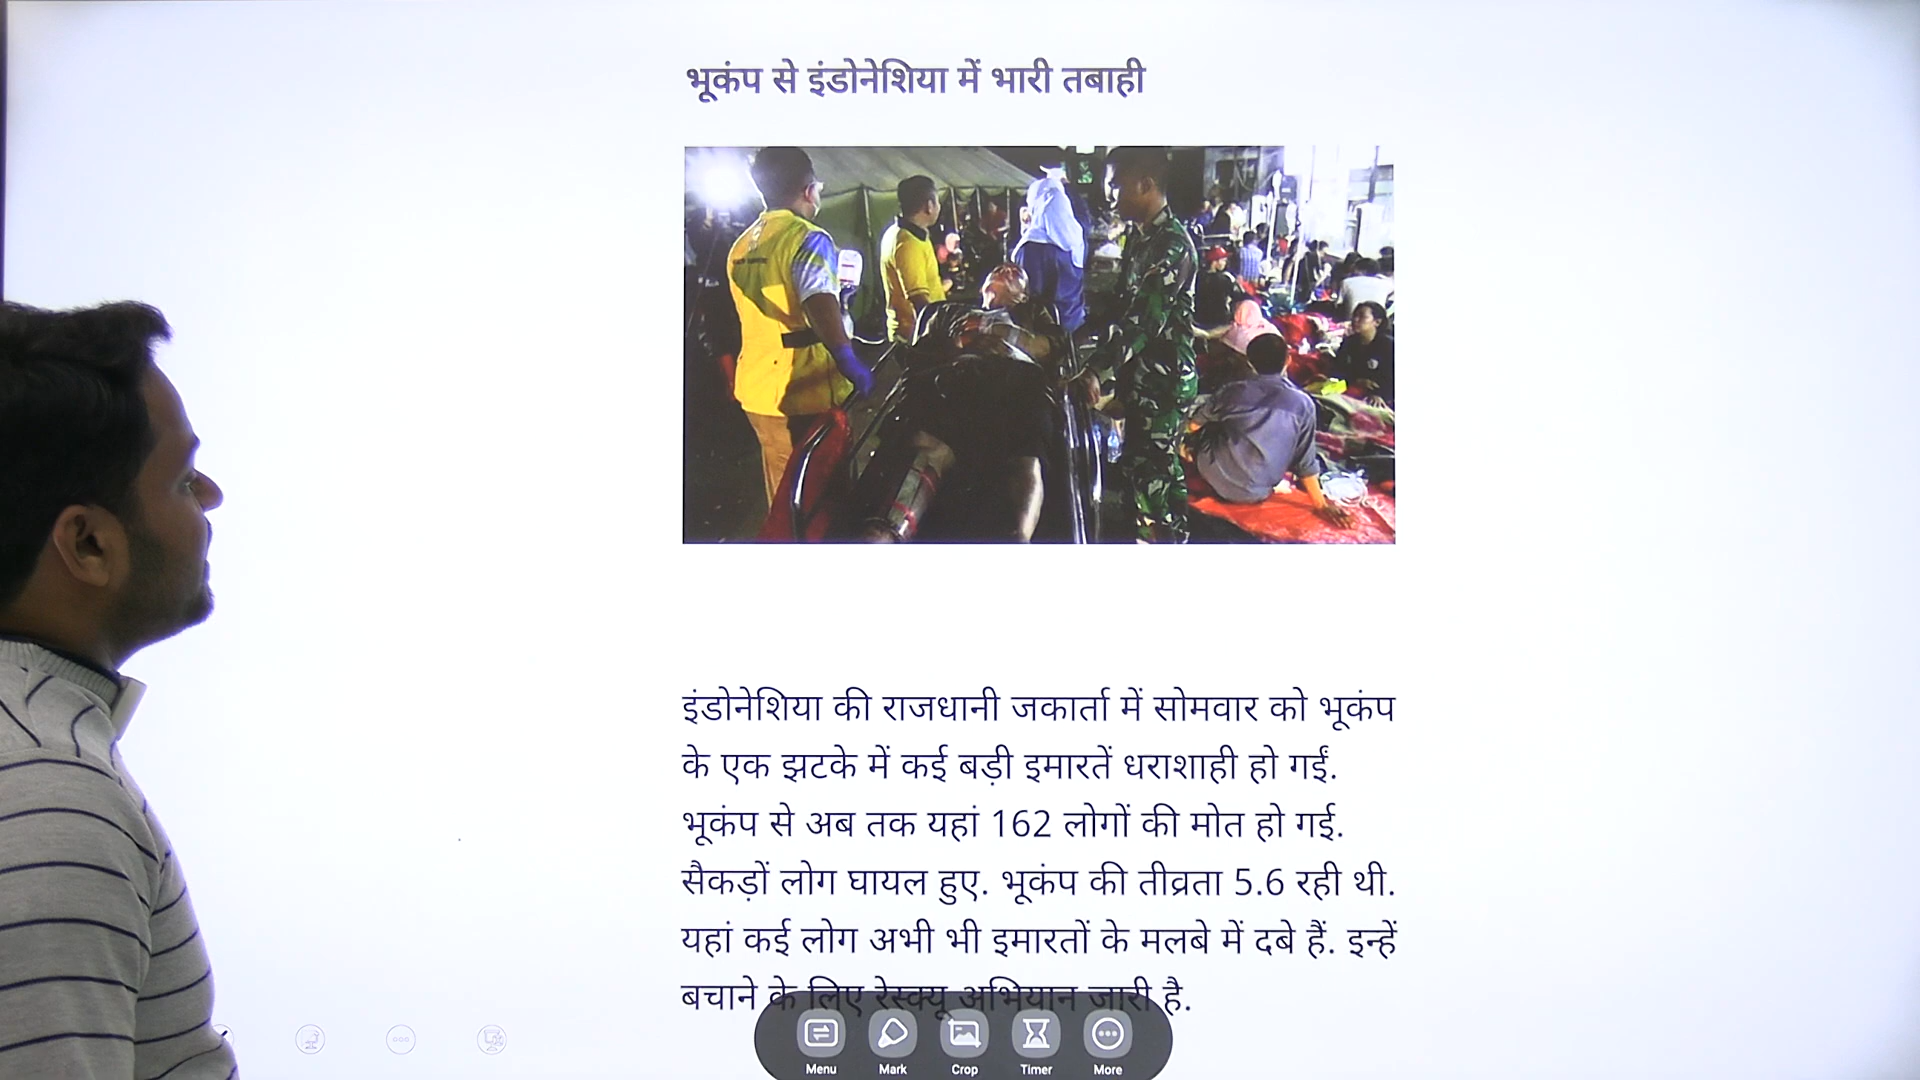 भूकंप से इंडोनेशिया में भारी तबाही
इंडोनेशिया की राजधानी जकार्ता में सोमवार को भूकंप
के एक झटके में कई बड़ी इमारतें धराशाही हो गईं.
भूकंप से अब तक यहां 162 लोगों की मोत हो गई.
सैकड़ों लोग घायल हुए. भूकंप की तीव्रता 5.6 रही थी.
यहां कई लोग अभी भी इमारतों के मलबे में दबे हैं. इन्हें
बचाने के लिए रेस्क्यू अभियान जारी है.
Menu Mark Crop Timer More